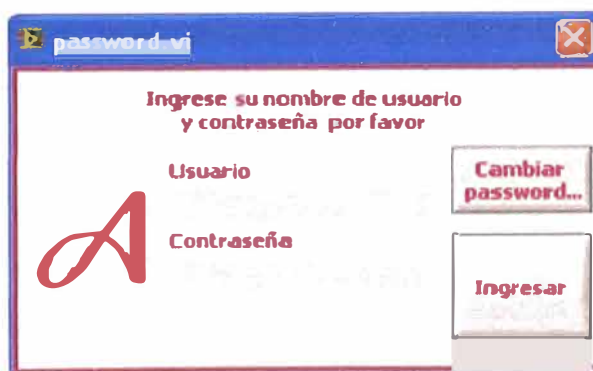 password.vi
Ingrese su nombre de usuario
y contraseña por favor
Usuario
Cambiar
password...
A
Contraseña
Ingresar